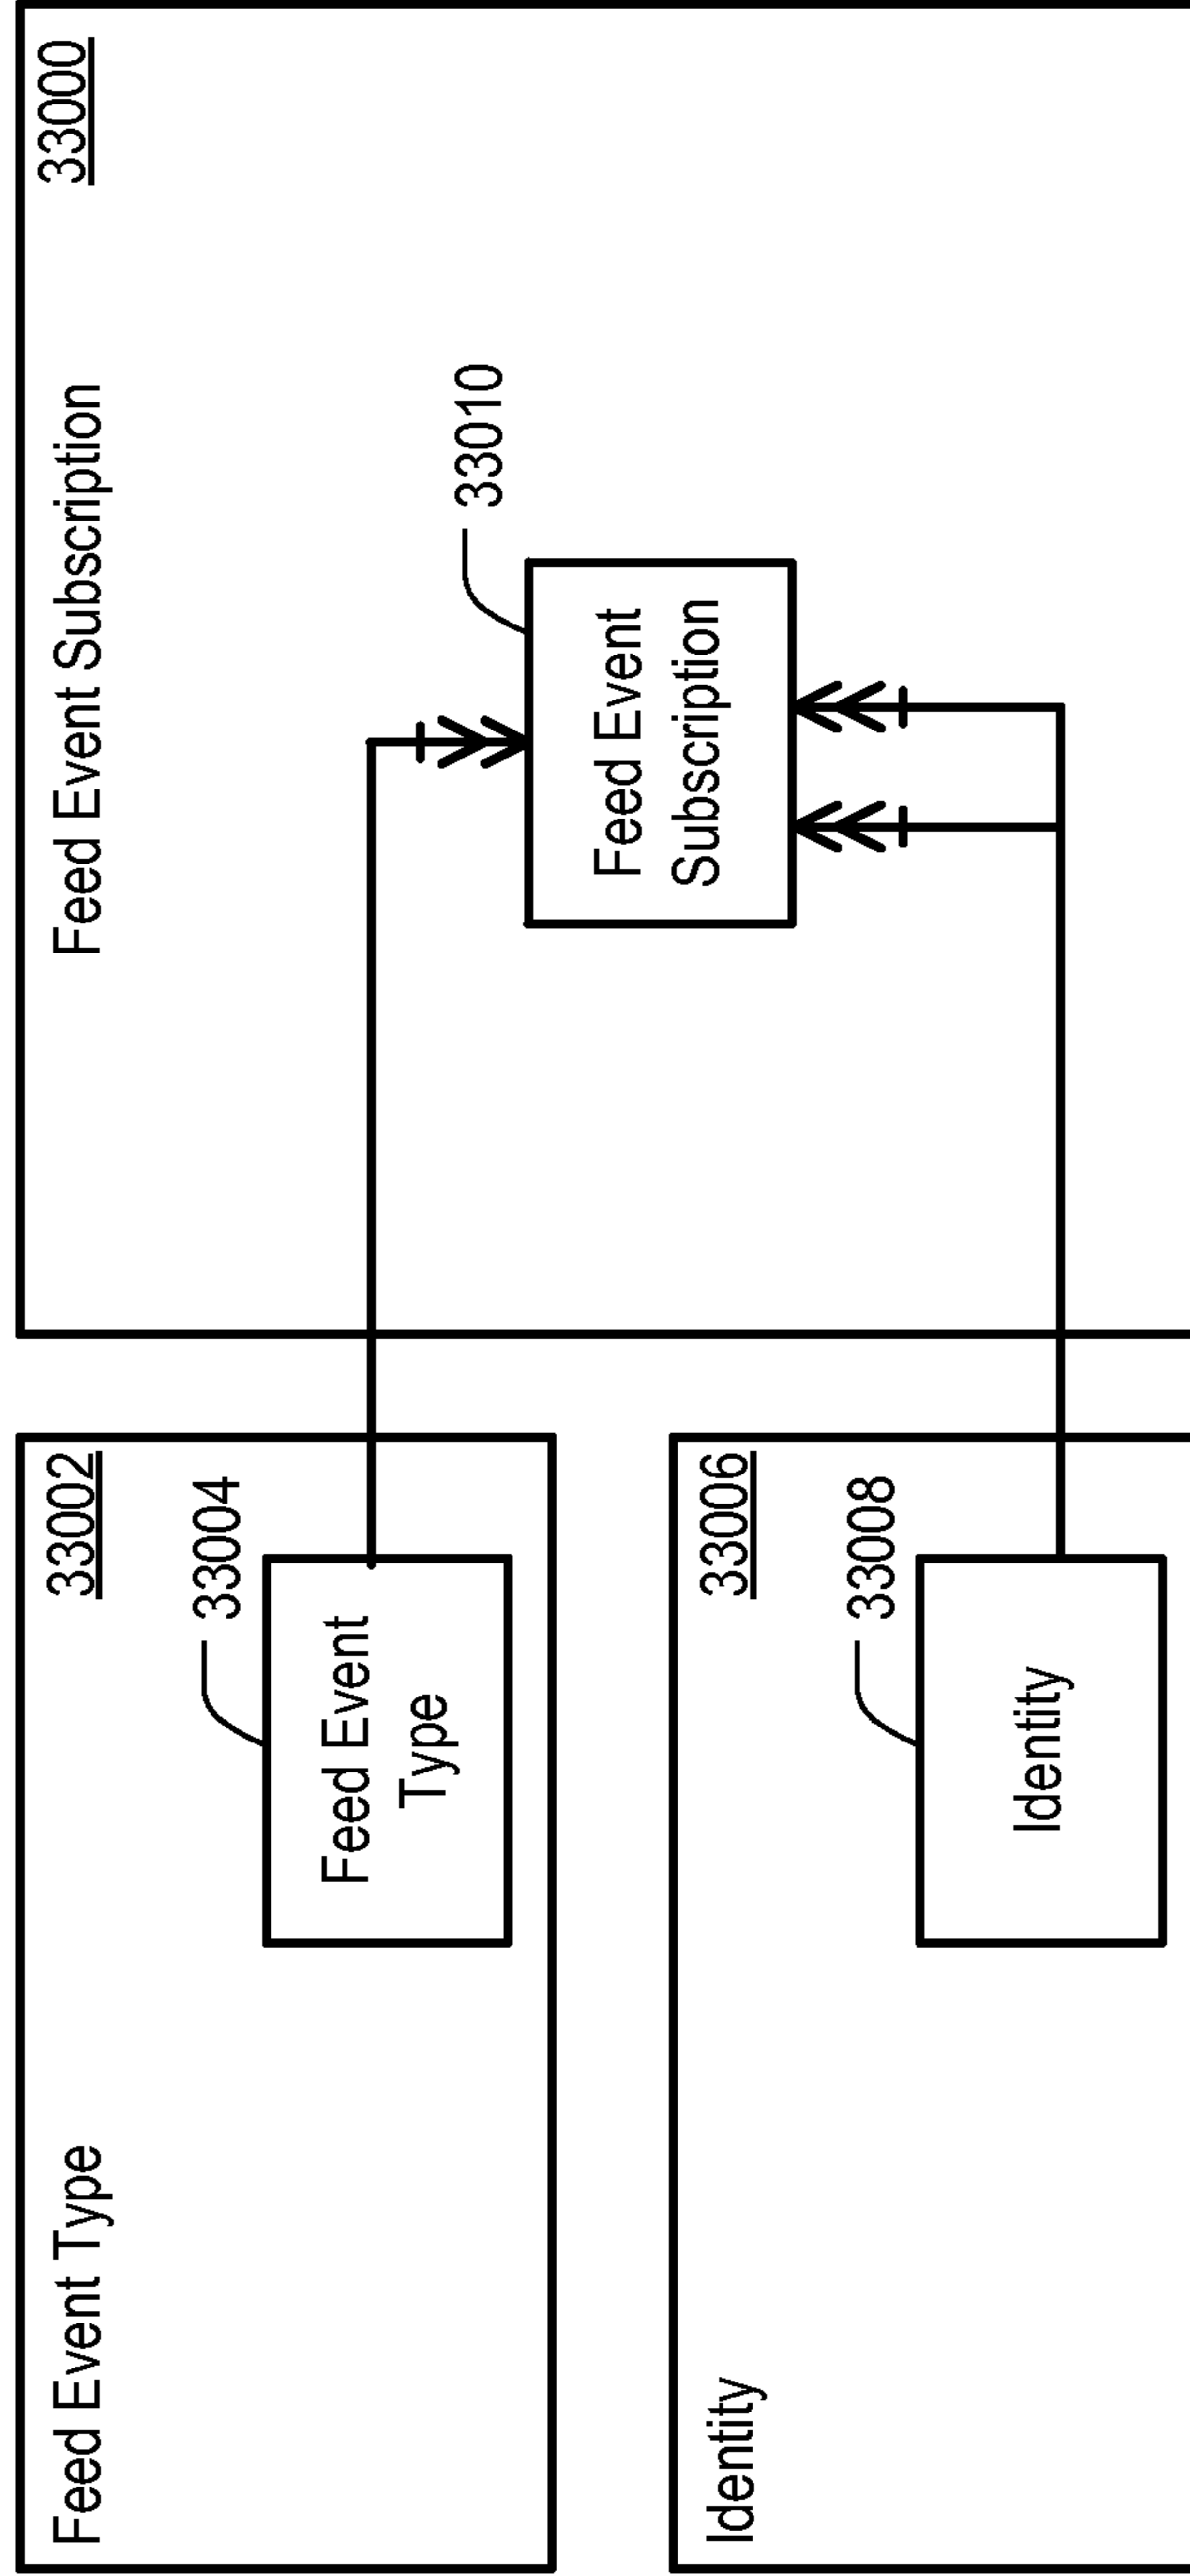 Feed Event Type
33002
33004
Feed Event
Type
Identity
33006
33008
Identity
Feed Event Subscription
33000
33010
Feed Event
Subscription